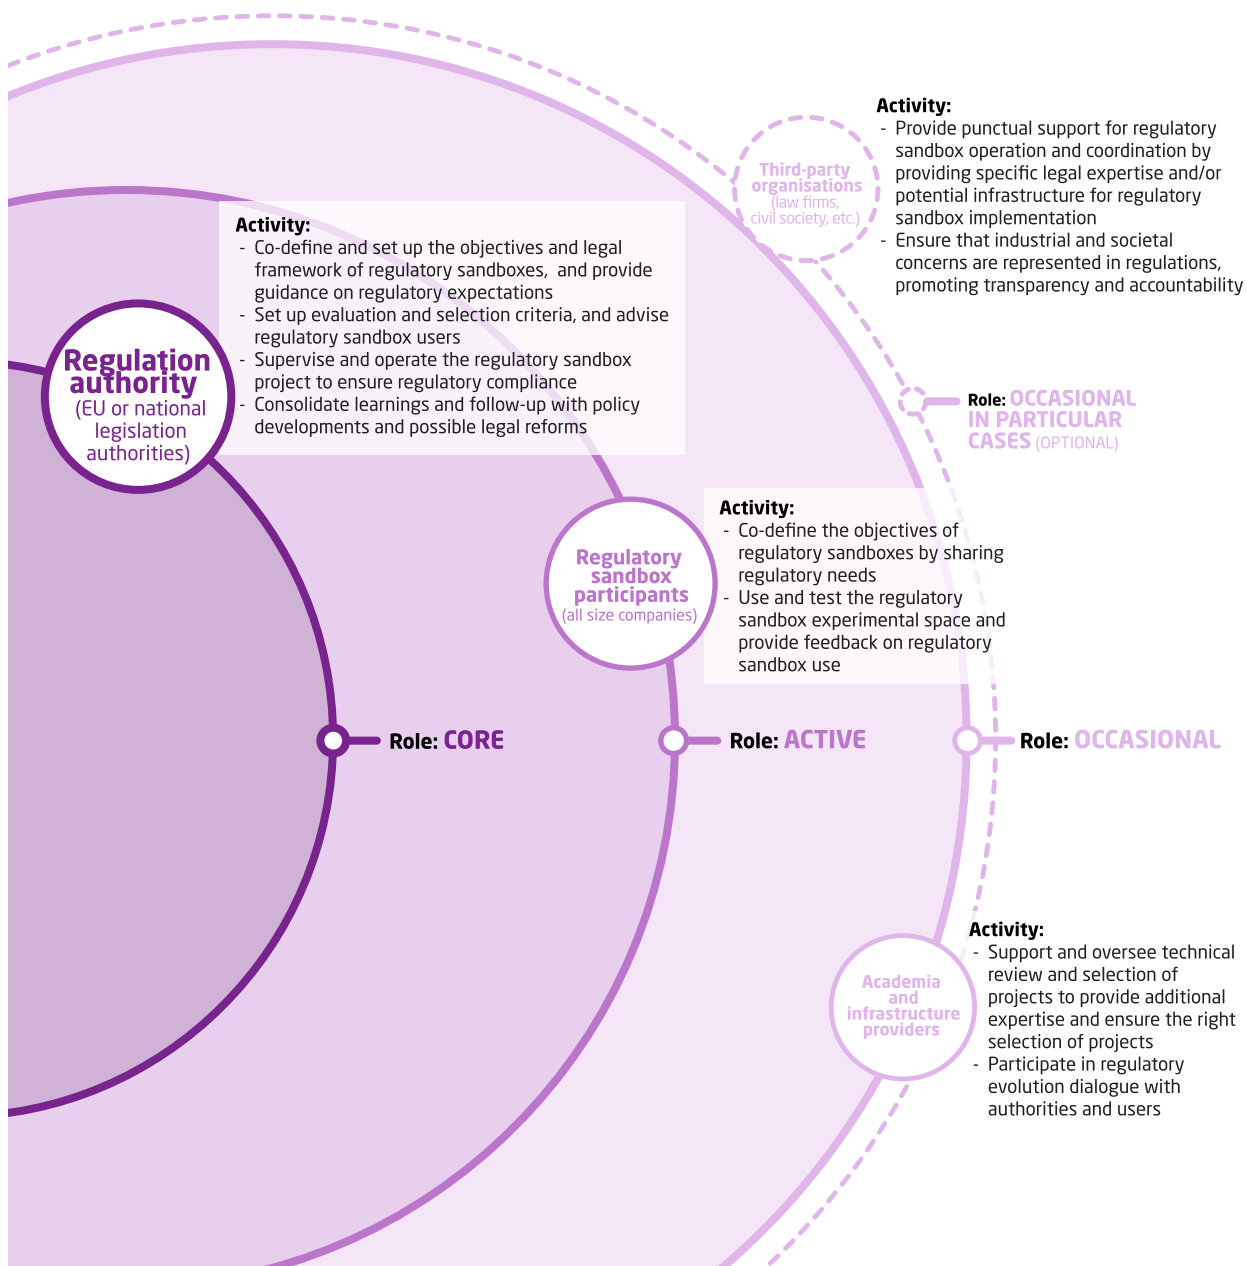 Activity:
- Provide punctual support for regulatory
sandbox operation and coordination by
providing specific legal expertise and/or
potential infrastructure for regulatory
sandbox implementation
- Ensure that industrial and societal
concerns are represented in regulations,
promoting transparency and accountability
Third-party
organisations
(law firms,
civil society, etc.)
Activity:
- Co-define and set up the objectives and legal
framework of regulatory sandboxes, and provide
guidance on regulatory expectations
- Set up evaluation and selection criteria, and advise
regulatory sandbox users
- Supervise and operate the regulatory sandbox
project to ensure regulatory compliance
- Consolidate learnings and follow-up with policy
developments and possible legal reforms
Regulation
authority
(EU or national
legislation
authorities)
Role: OCCASIONAL
IN PARTICULAR
CASES (OPTIONAL)
Activity:
- Co-define the objectives of
regulatory sandboxes by sharing
regulatory needs
- Use and test the regulatory
sandbox experimental space and
provide feedback on regulatory
sandbox use
Regulatory
sandbox
participants
(all size companies)
Role: CORE
Role: ACTIVE
Role: OCCASIONAL
Activity:
- Support and oversee technical
review and selection of
projects to provide additional
expertise and ensure the right
selection of projects
- Participate in regulatory
evolution dialogue with
authorities and users
Academia
and
infrastructure
providers